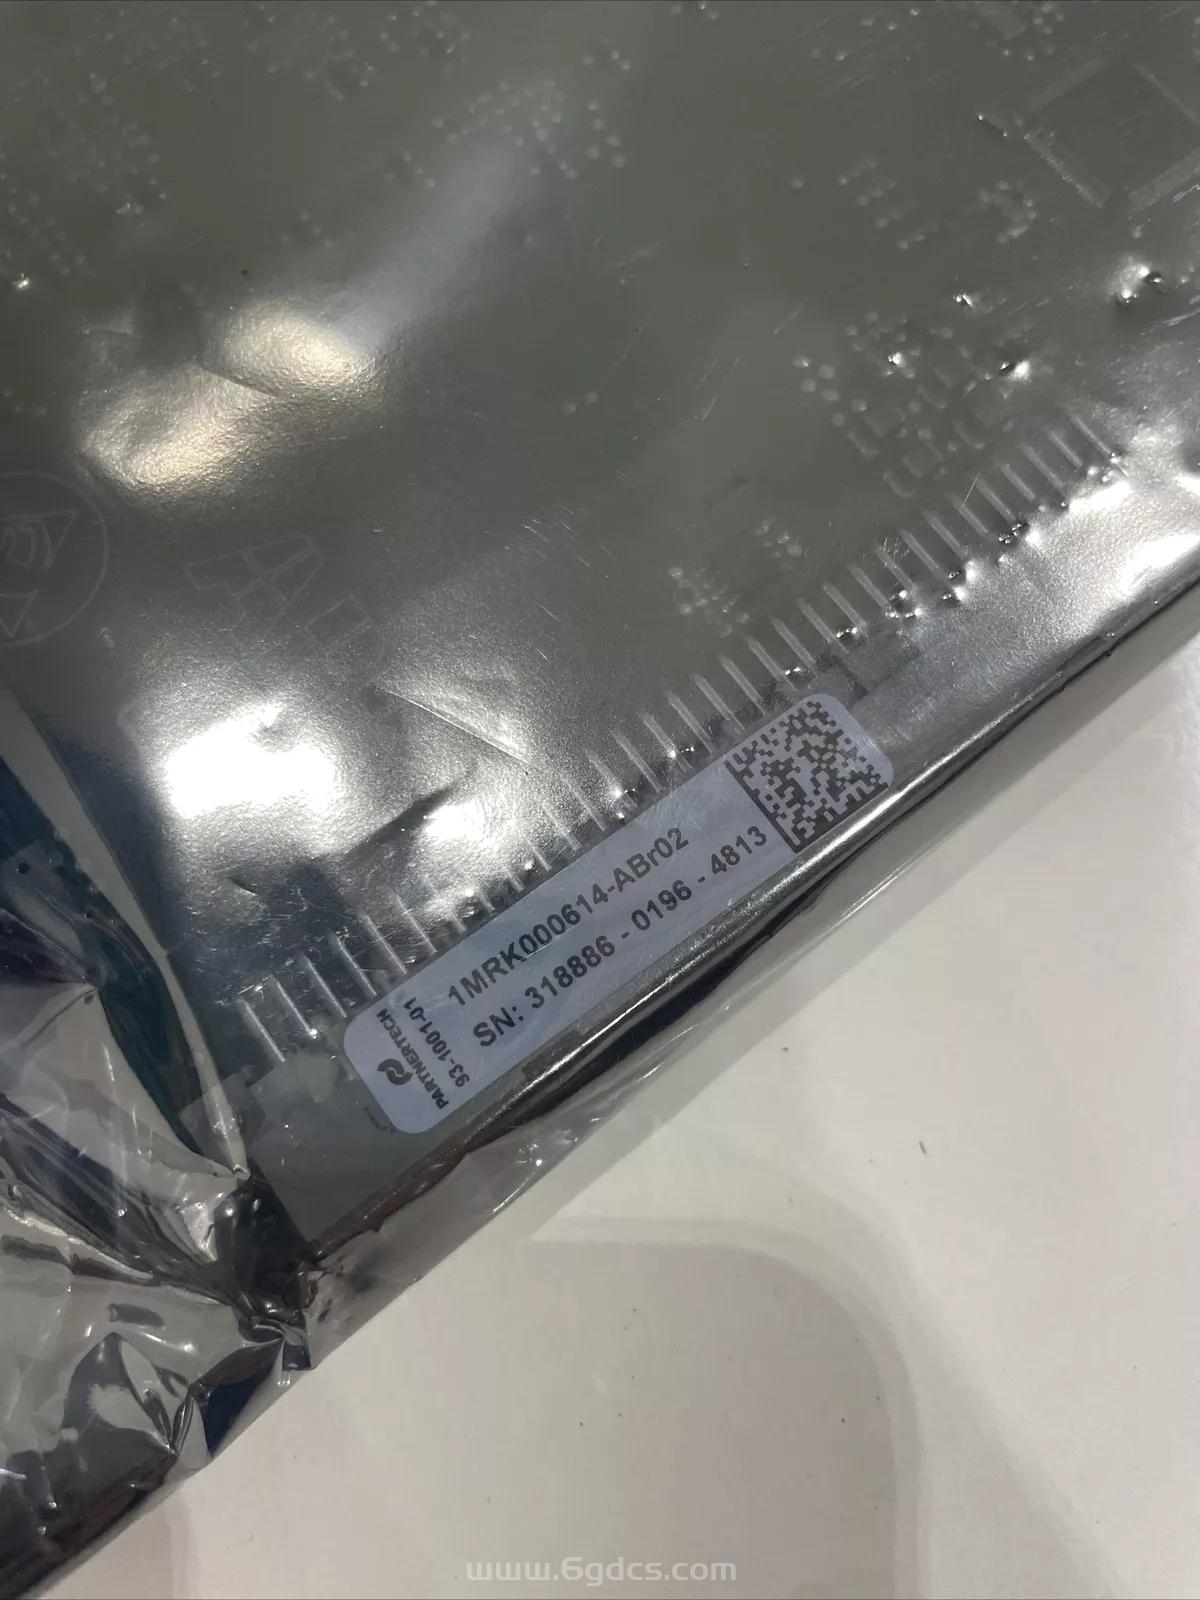 PARTNERTECH
93-1001-01
1MRK000614-ABr02
SN: 318886 - 0196 - 4813
www.6gdcs.com